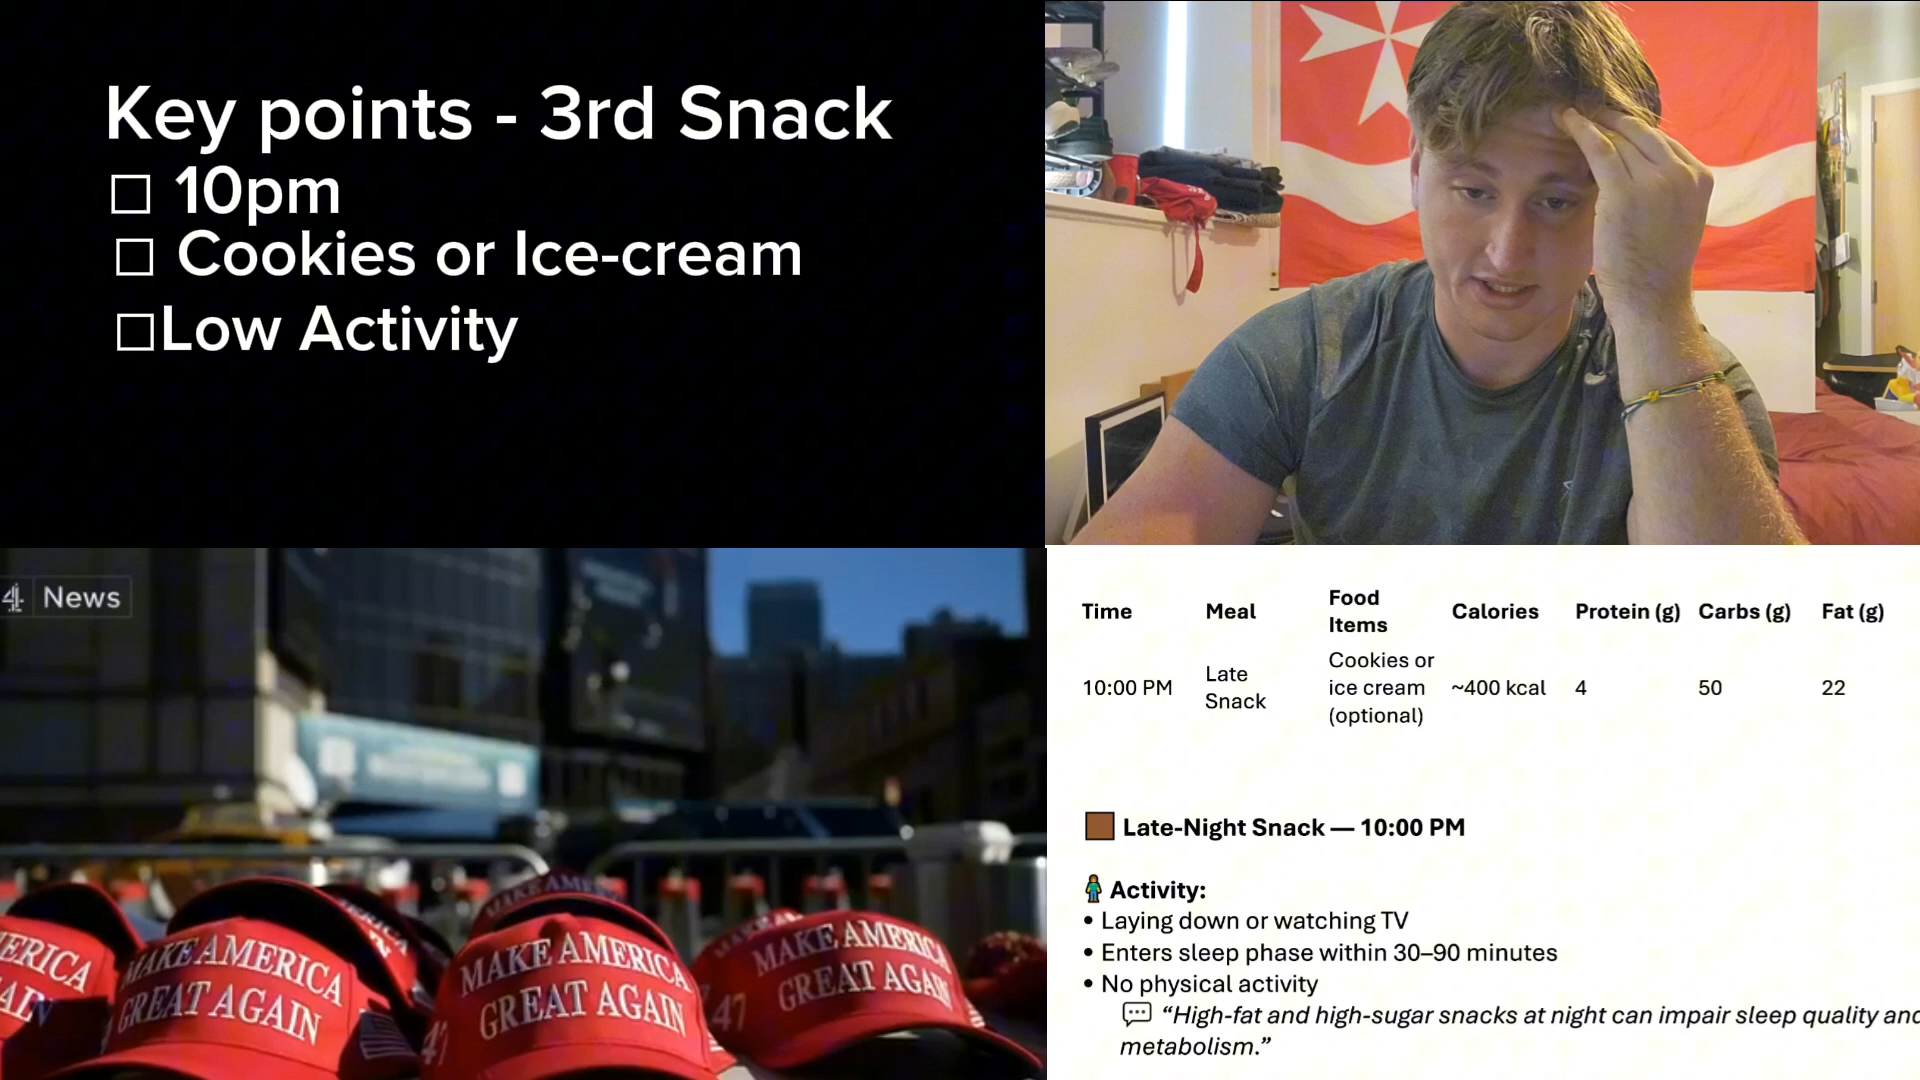 Key points - 3rd Snack
☐ 10pm
☐ Cookies or Ice-cream
☐Low Activity
4 News
MAKE AMERICA
MAKE AMERICA
GREAT AGAIN
MAKE AMERICA
GREAT AGAIN
MAKE AMERICA
GREAT AGAIN
47
Time Meal Food Items Calories Protein (g) Carbs (g) Fat (g)
10:00 PM Late Snack Cookies or ice cream (optional) ~400 kcal 4 50 22
Late-Night Snack — 10:00 PM
Activity:
• Laying down or watching TV
• Enters sleep phase within 30–90 minutes
• No physical activity
“High-fat and high-sugar snacks at night can impair sleep quality and
metabolism.”